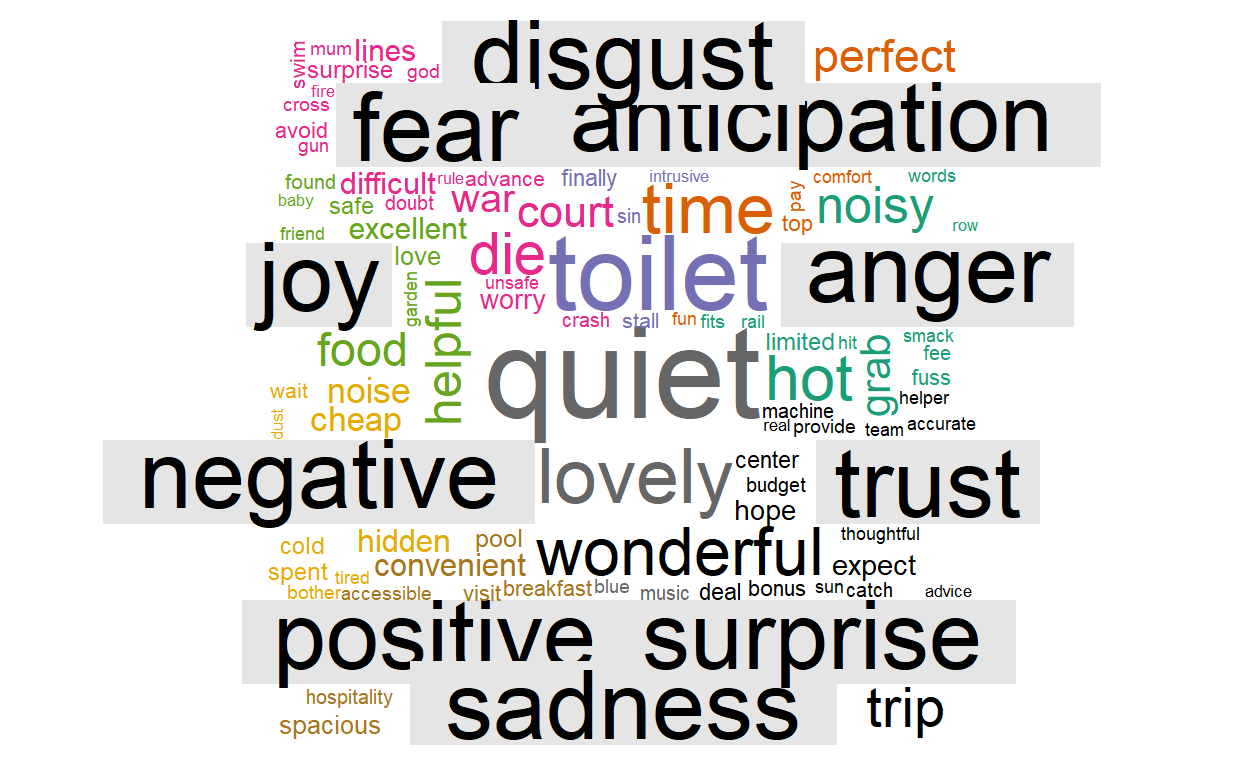 disgust
swim mum lines perfect
surprise god
fire
cross
fear anticipation
avoid
gun
found difficult rule advance finally intrusive comfort words
baby safe doubt war court sin time pay top noisy
friend excellent row
joy love die toilet anger
garden helpful unsafe
worry
crash stall fun fits rail
food quiet limited hit grab smack
fee
wait noise hot fuss
dust cheap machine helper
real provide team accurate
negative lovely center trust
budget
hope
cold hidden pool wonderful thoughtful
spent tired convenient expect
bother accessible visit breakfast blue music deal bonus sun catch advice
positive surprise
hospitality sadness trip
spacious